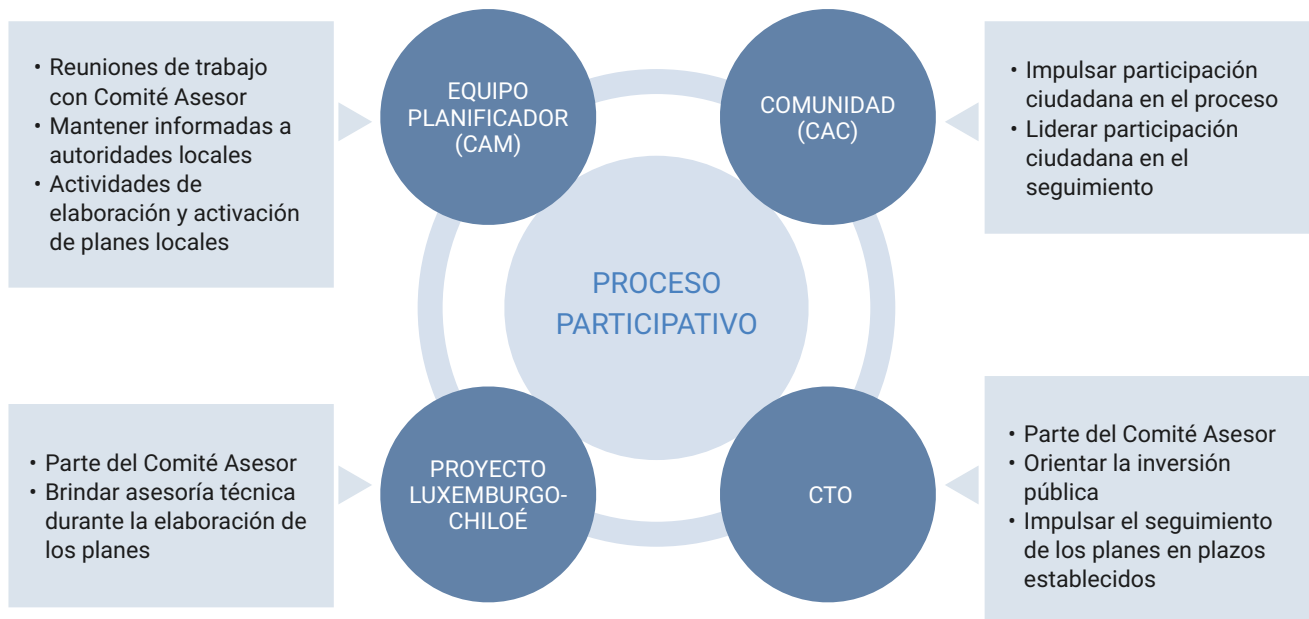 • Reuniones de trabajo
con Comité Asesor
• Mantener informadas a
autoridades locales
• Actividades de
elaboración y activación
de planes locales
EQUIPO
PLANIFICADOR
(CAM)
COMUNIDAD
(CAC)
• Impulsar participación
ciudadana en el proceso
• Liderar participación
ciudadana en el
seguimiento
PROCESO
PARTICIPATIVO
• Parte del Comité Asesor
• Brindar asesoría técnica
durante la elaboración de
los planes
PROYECTO
LUXEMBURGO-
CHILOÉ
CTO
• Parte del Comité Asesor
• Orientar la inversión
pública
• Impulsar el seguimiento
de los planes en plazos
establecidos